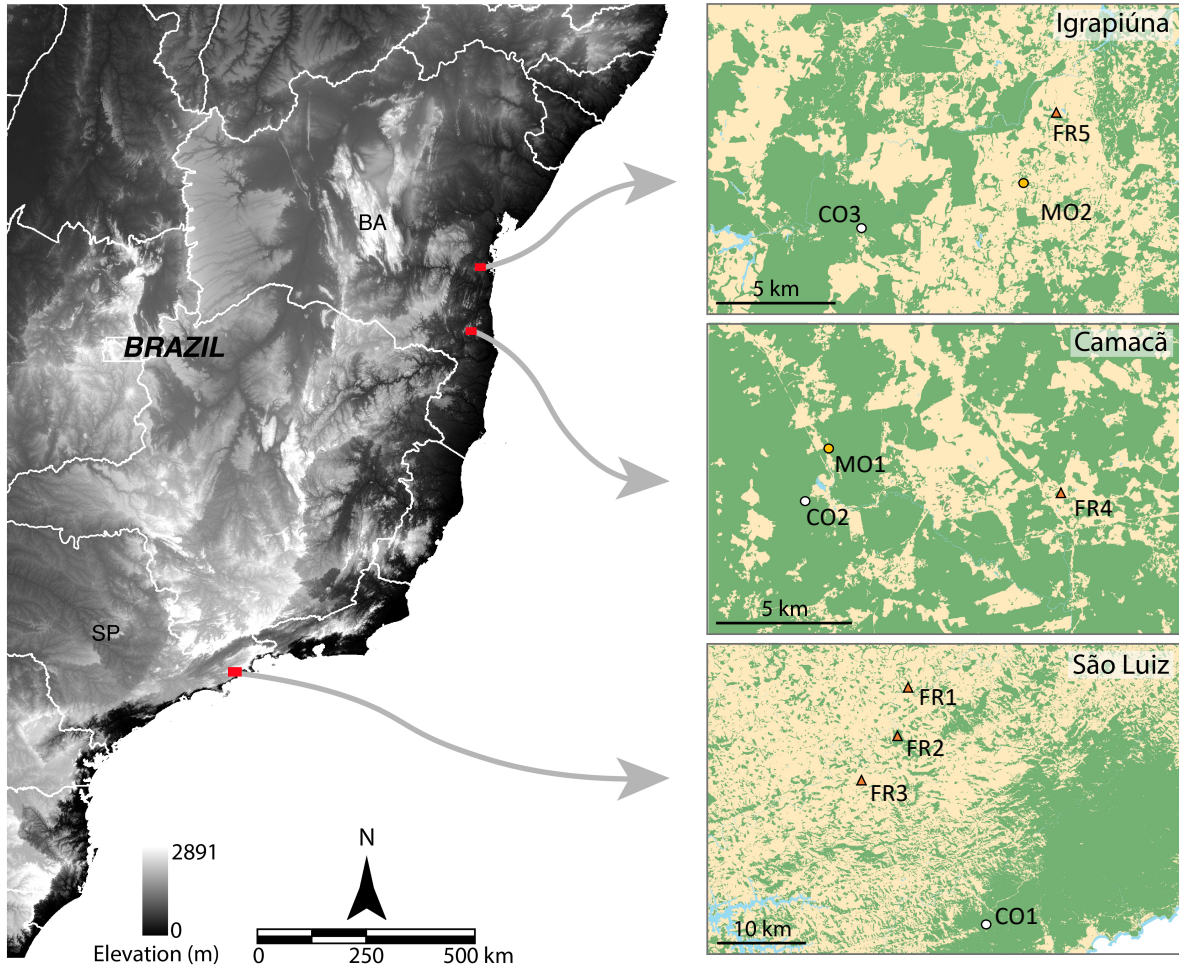 BA
BRAZIL
SP
N
2891
0
Elevation (m)
0
250
500 km
Igrapiúna
FR5
MO2
CO3
5 km
Camacã
MO1
CO2
FR4
5 km
São Luiz
FR1
FR2
FR3
CO1
10 km